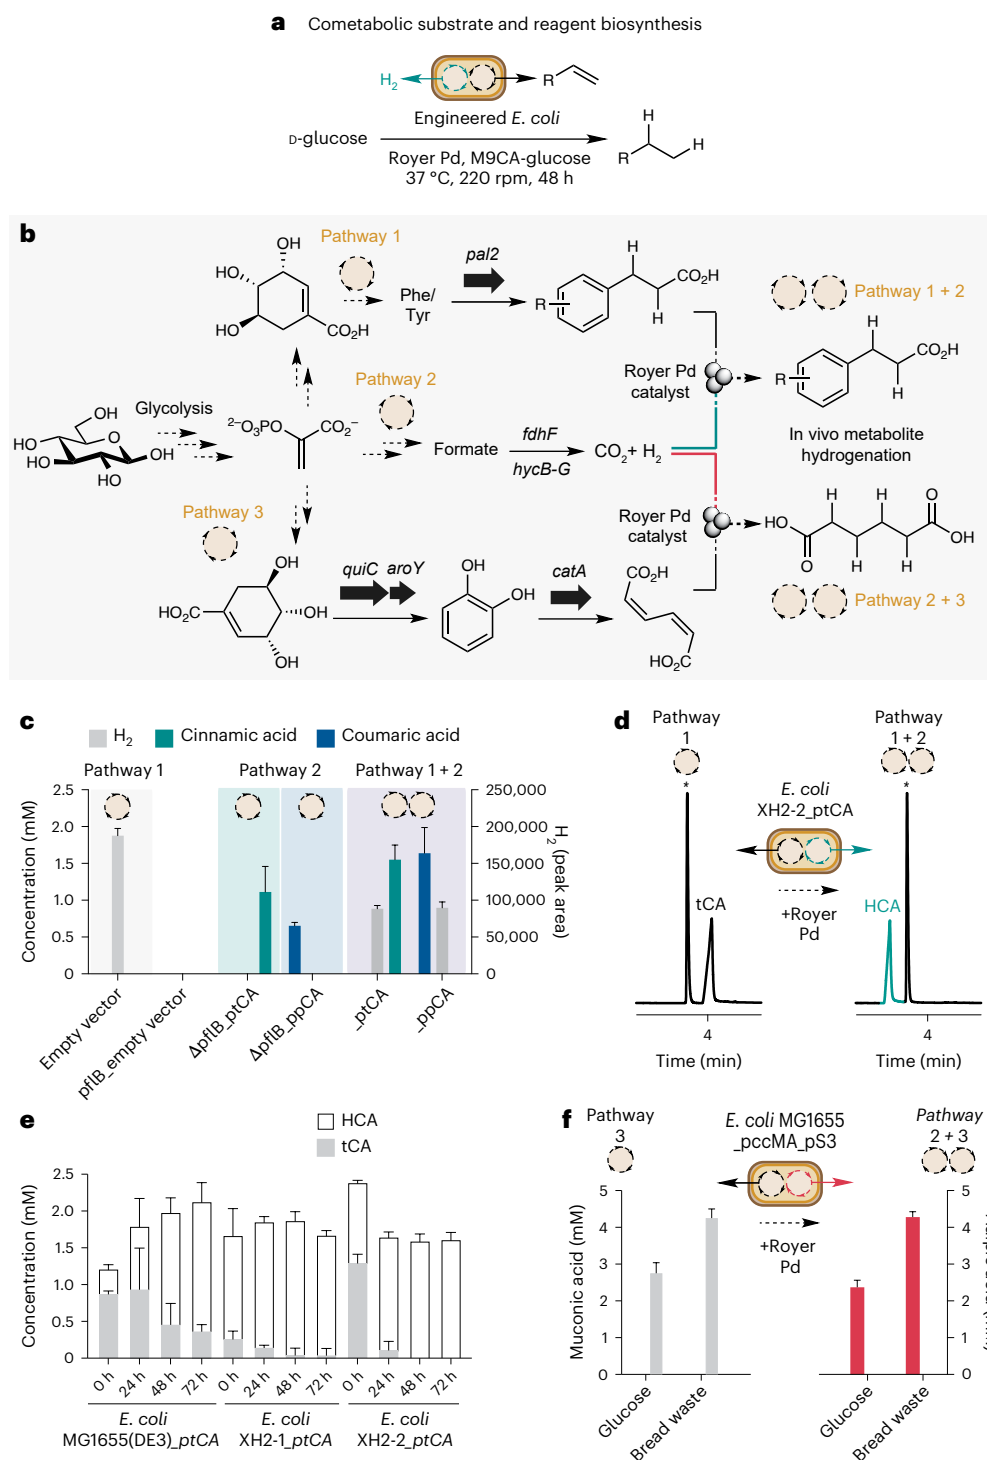 a Cometabolic substrate and reagent biosynthesis
H2
R
Engineered E. coli
D-glucose
Royer Pd, M9CA-glucose
37 °C, 220 rpm, 48 h
H
H
R
b
Pathway 1
OH
HO
OH
HO
CO2H
Phe/
Tyr
pal2
H
CO2H
R
H
Pathway 1 + 2
H
CO2H
R
H
Royer Pd
catalyst
Pathway 2
Glycolysis
OH
HO
O
HO
OH
HO
2–O3PO
CO2–
Formate
fdhF
hycB-G
CO2+ H2
In vivo metabolite
hydrogenation
Pathway 3
Royer Pd
catalyst
HO
O
H
H
H
H
O
OH
OH
HO2C
OH
OH
quiC aroY
OH
OH
catA
CO2H
HO2C
Pathway 2 + 3
c
H2 Cinnamic acid Coumaric acid
Pathway 1 Pathway 2 Pathway 1 + 2
Concentration (mM)
2.5
2.0
1.5
1.0
0.5
0
250,000
200,000
150,000
100,000
50,000
0
H2 (peak area)
Empty vector
pflB_empty vector
ΔpflB_ptCA
ΔpflB_ppCA
_ptCA
_ppCA
d
Pathway
1
*
tCA
4
Time (min)
E. coli
XH2-2_ptCA
+Royer
Pd
Pathway
1 + 2
*
HCA
4
Time (min)
e
HCA
tCA
Concentration (mM)
2.5
2.0
1.5
1.0
0.5
0
0 h 24 h 48 h 72 h 0 h 24 h 48 h 72 h 0 h 24 h 48 h 72 h
E. coli
MG1655(DE3)_ptCA
E. coli
XH2-1_ptCA
E. coli
XH2-2_ptCA
f
Pathway
3
E. coli MG1655
_pccMA_pS3
Pathway
2 + 3
+Royer
Pd
Muconic acid (mM)
5
4
3
2
1
0
Glucose
Bread waste
5
4
3
2
1
0
Glucose
Bread waste